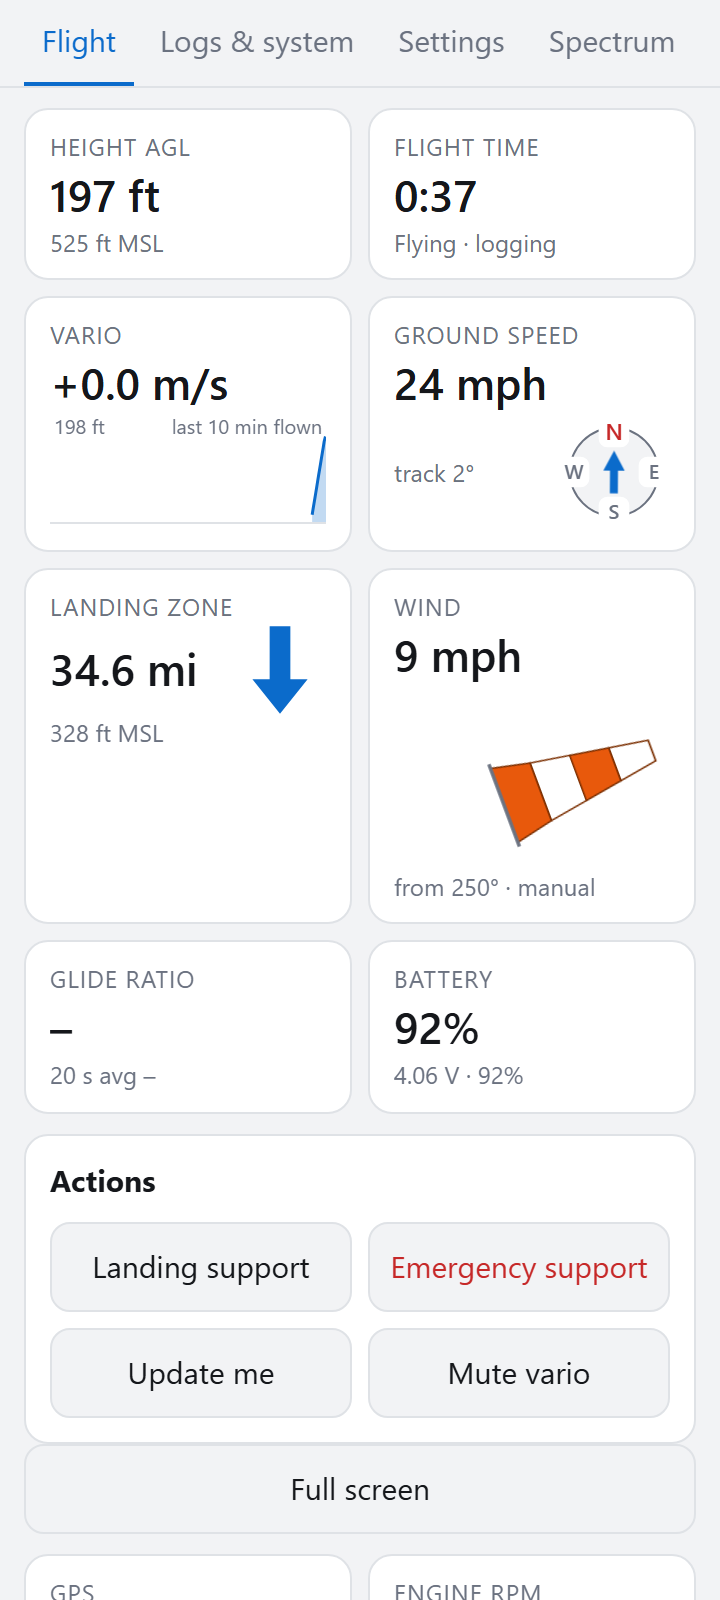 Flight Logs & system Settings Spectrum
HEIGHT AGL
197 ft
525 ft MSL
FLIGHT TIME
0:37
Flying · logging
VARIO
+0.0 m/s
198 ft last 10 min flown
GROUND SPEED
24 mph
track 2°
N
W E
S
LANDING ZONE
34.6 mi
328 ft MSL
WIND
9 mph
from 250° · manual
GLIDE RATIO
–
20 s avg –
BATTERY
92%
4.06 V · 92%
Actions
Landing support
Emergency support
Update me
Mute vario
Full screen
GPS
ENGINE RPM